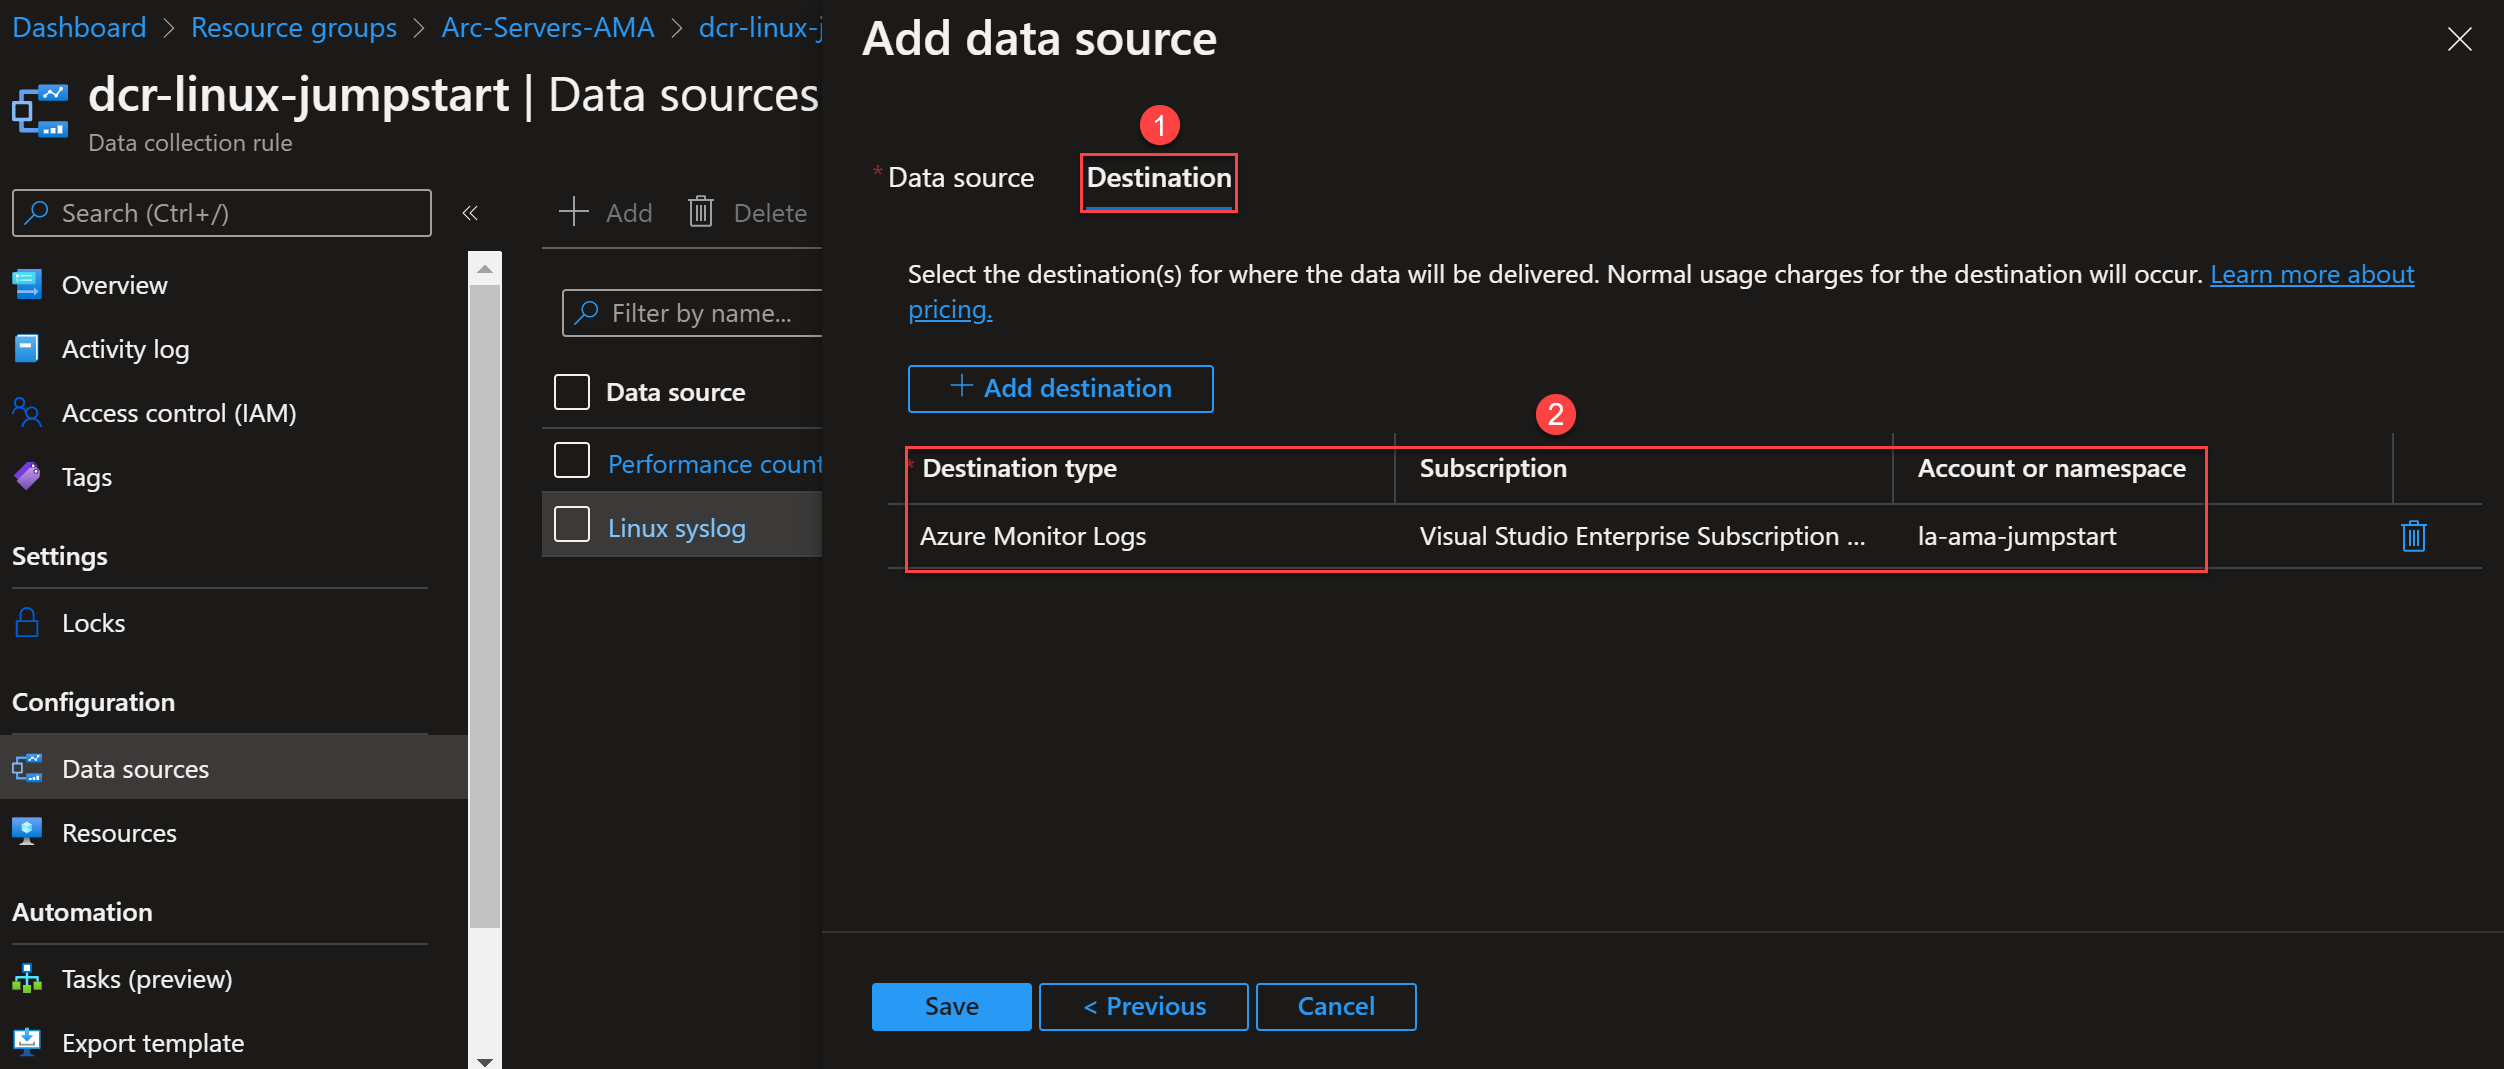 Dashboard > Resource groups > Arc-Servers-AMA > dcr-linux-j
dcr-linux-jumpstart | Data sources
Data collection rule
Search (Ctrl+/)
«
Overview
Activity log
Access control (IAM)
Tags
Settings
Locks
Configuration
Data sources
Resources
Automation
Tasks (preview)
Export template
+ Add
Delete
Filter by name...
Data source
Performance count
Linux syslog
Add data source
1
* Data source
Destination
Select the destination(s) for where the data will be delivered. Normal usage charges for the destination will occur. Learn more about
pricing.
+ Add destination
2
* Destination type Subscription Account or namespace
Azure Monitor Logs Visual Studio Enterprise Subscription ... la-ama-jumpstart
Save
< Previous
Cancel